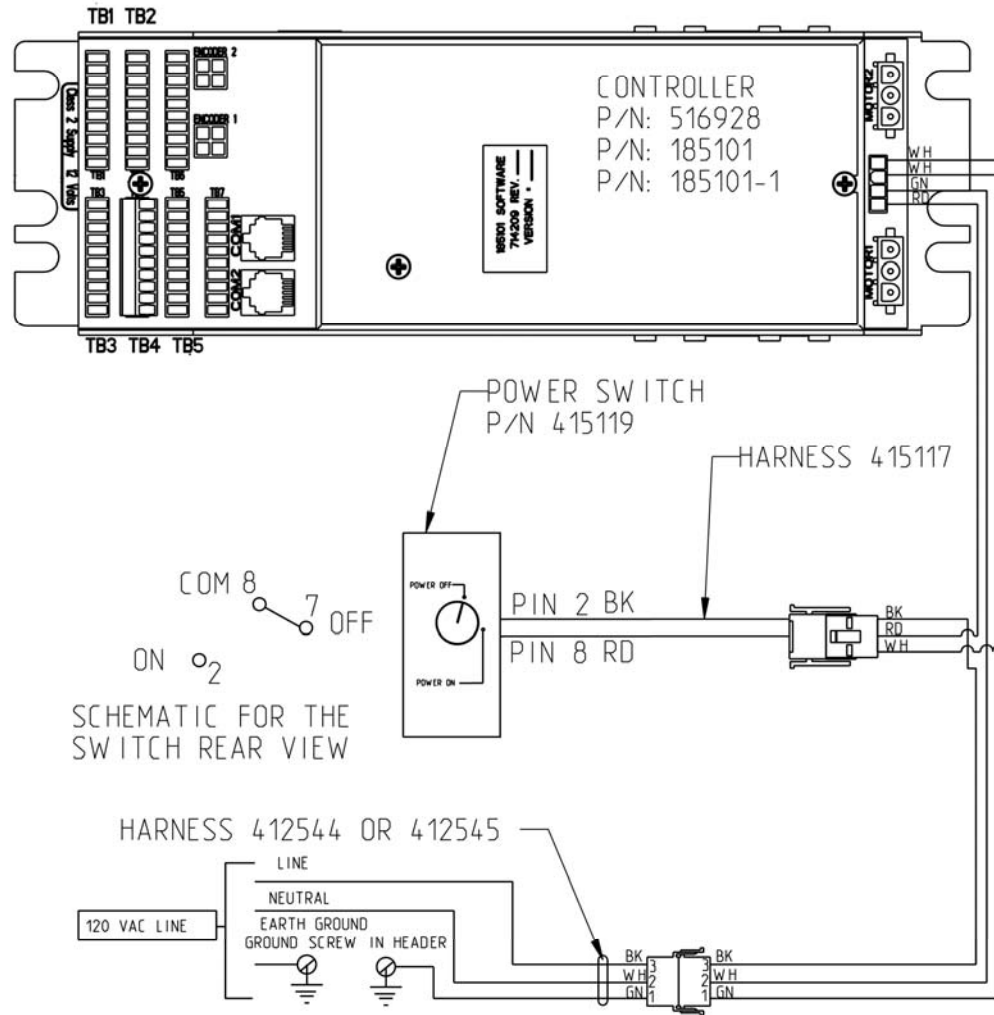 TB1 TB2
ENCODER 2
ENCODER 1
Class 2 Supply 12 Volts
TB1
TB6
TB3
TB5
TB7
COM1
COM2
TB3 TB4 TB5
185101 SOFTWARE
714209 REV.
VERSION *
CONTROLLER
P/N: 516928
P/N: 185101
P/N: 185101-1
MOTOR2
MOTOR1
WH
WH
GN
RD
POWER SWITCH
P/N 415119
HARNESS 415117
POWER OFF
POWER ON
PIN 2 BK
PIN 8 RD
BK
RD
WH
COM 8
7 OFF
ON 2
SCHEMATIC FOR THE
SWITCH REAR VIEW
HARNESS 412544 OR 412545
120 VAC LINE
LINE
NEUTRAL
EARTH GROUND
GROUND SCREW IN HEADER
BK 3
WH 2
GN 1
3 BK
2 WH
1 GN